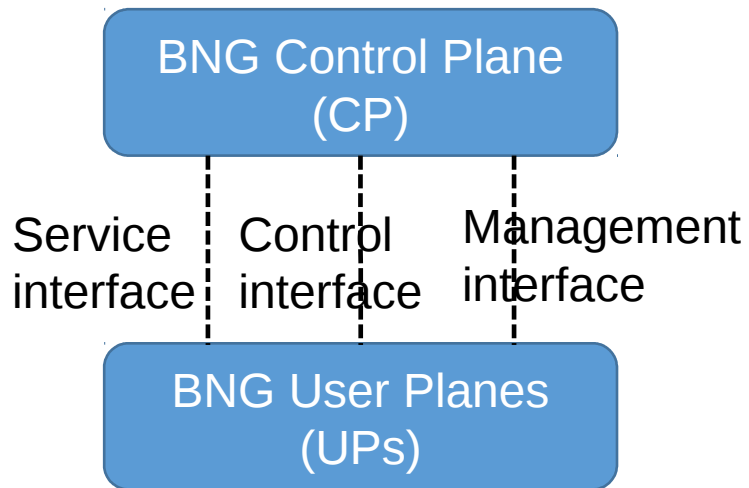 BNG Control Plane
(CP)
Service
interface
Control
interface
Management
interface
BNG User Planes
(UPs)